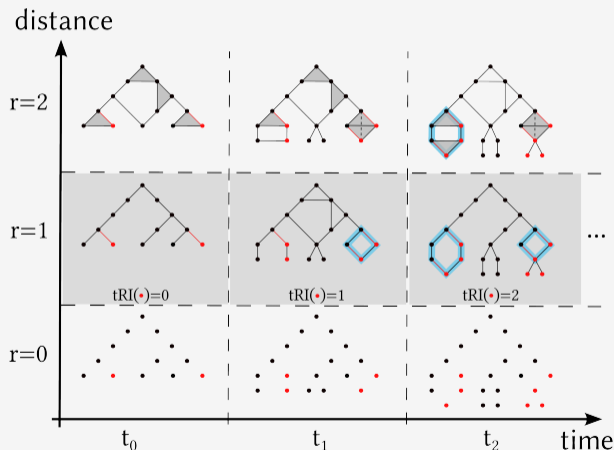 distance
r=2
r=1
...
tRI(•)=0
tRI(•)=1
tRI(•)=2
r=0
t₀
t₁
t₂
time